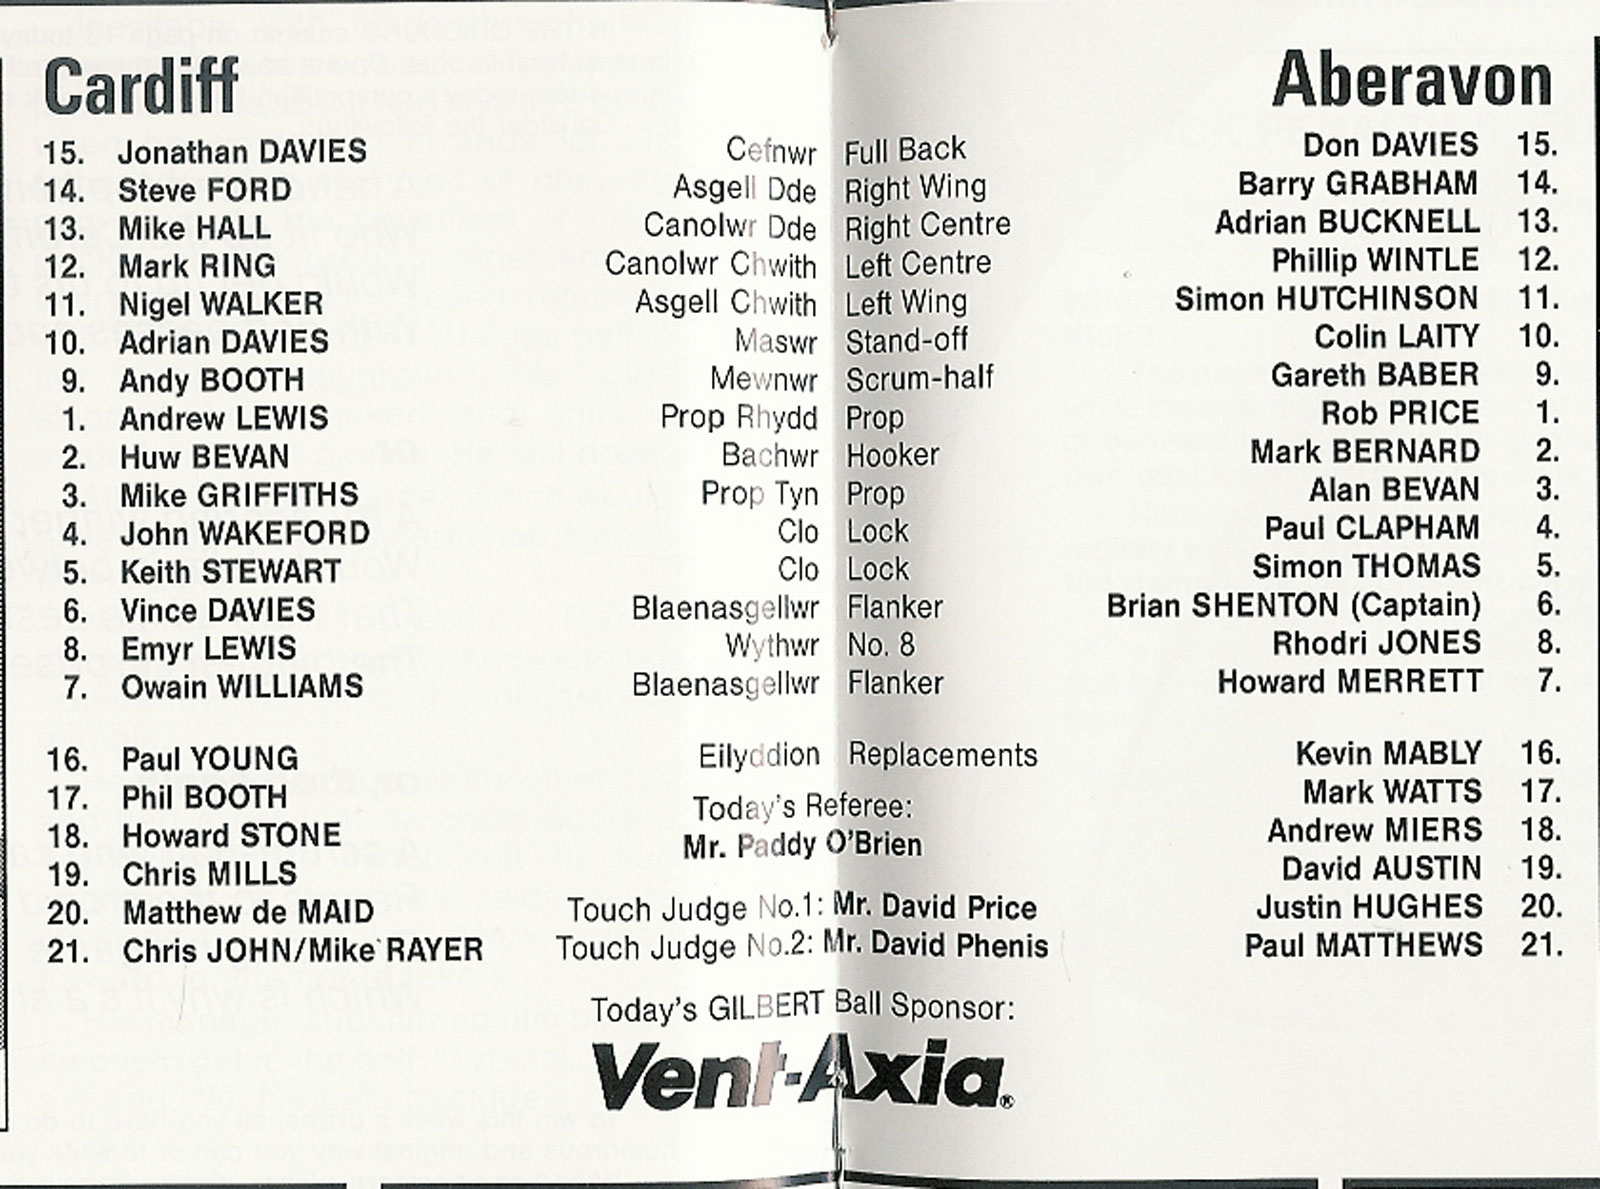 Cardiff Aberavon
15. Jonathan DAVIES Cefnwr Full Back Don DAVIES 15.
14. Steve FORD Asgell Dde Right Wing Barry GRABHAM 14.
13. Mike HALL Canolwr Dde Right Centre Adrian BUCKNELL 13.
12. Mark RING Canolwr Chwith Left Centre Phillip WINTLE 12.
11. Nigel WALKER Asgell Chwith Left Wing Simon HUTCHINSON 11.
10. Adrian DAVIES Maswr Stand-off Colin LAITY 10.
9. Andy BOOTH Mewnwr Scrum-half Gareth BABER 9.
1. Andrew LEWIS Prop Rhydd Prop Rob PRICE 1.
2. Huw BEVAN Bachwr Hooker Mark BERNARD 2.
3. Mike GRIFFITHS Prop Tyn Prop Alan BEVAN 3.
4. John WAKEFORD Clo Lock Paul CLAPHAM 4.
5. Keith STEWART Clo Lock Simon THOMAS 5.
6. Vince DAVIES Blaenasgellwr Flanker Brian SHENTON (Captain) 6.
8. Emyr LEWIS Wythwr No. 8 Rhodri JONES 8.
7. Owain WILLIAMS Blaenasgellwr Flanker Howard MERRETT 7.
16. Paul YOUNG Eilyddion Replacements Kevin MABLY 16.
17. Phil BOOTH Today's Referee: Mark WATTS 17.
18. Howard STONE Mr. Paddy O'Brien Andrew MIERS 18.
19. Chris MILLS David AUSTIN 19.
20. Matthew de MAID Touch Judge No.1: Mr. David Price Justin HUGHES 20.
21. Chris JOHN/Mike RAYER Touch Judge No.2: Mr. David Phenis Paul MATTHEWS 21.
Today's GILBERT Ball Sponsor:
Vent-Axia®